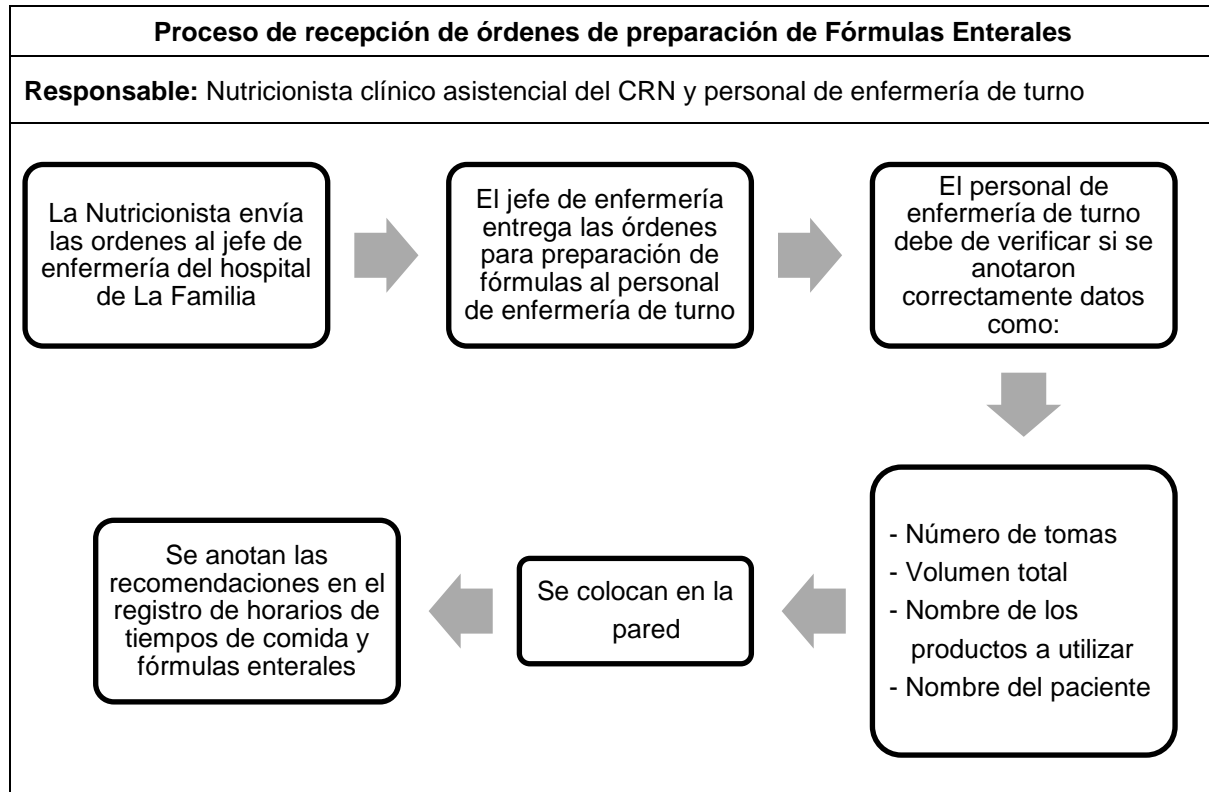 Proceso de recepción de órdenes de preparación de Fórmulas Enterales
Responsable: Nutricionista clínico asistencial del CRN y personal de enfermería de turno
La Nutricionista envía
las ordenes al jefe de
enfermería del hospital
de La Familia
El jefe de enfermería
entrega las órdenes
para preparación de
fórmulas al personal
de enfermería de turno
El personal de
enfermería de turno
debe de verificar si se
anotaron
correctamente datos
como:
- Número de tomas
- Volumen total
- Nombre de los
productos a utilizar
- Nombre del paciente
Se colocan en la
pared
Se anotan las
recomendaciones en el
registro de horarios de
tiempos de comida y
fórmulas enterales